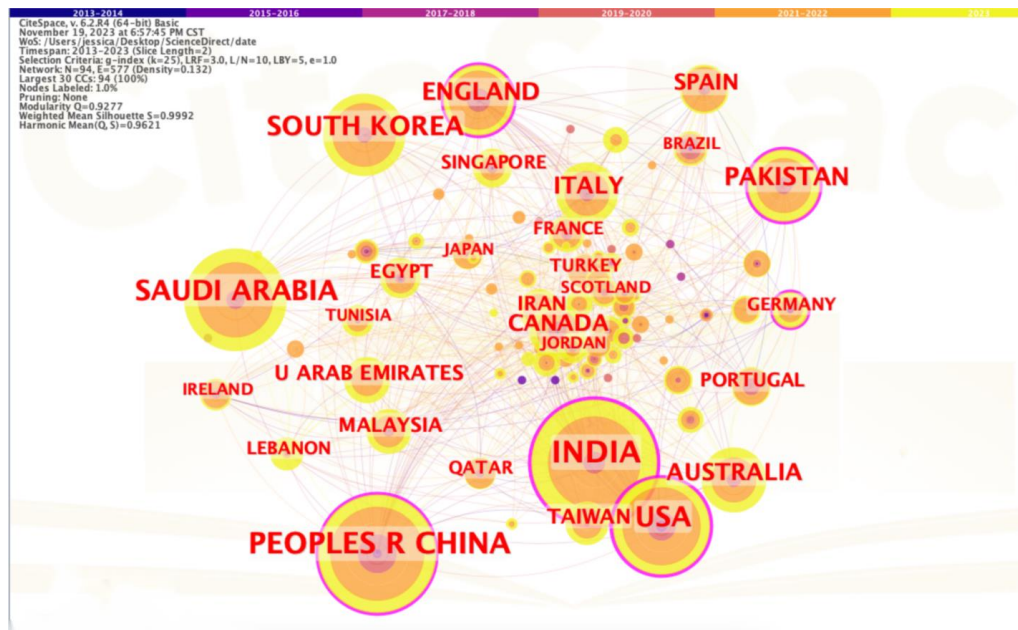 2013-2014 2015-2016 2017-2018 2019-2020 2021-2022 2023
CiteSpace, v. 6.2.R4 (64-bit) Basic
November 19, 2023 at 6:57:45 PM CST
WoS: /Users/jessica/Desktop/ScienceDirect/date
Timespan: 2013-2023 (Slice Length=2)
Selection Criteria: g-index (k=25), LRF=3.0, L/N=10, LBY=5, e=1.0
Network: N=94, E=577 (Density=0.132)
Largest 30 CCs: 94 (100%)
Nodes Labeled: 1.0%
Pruning: None
Modularity Q=0.9277
Weighted Mean Silhouette S=0.9992
Harmonic Mean(Q, S)=0.9621
SPAIN
ENGLAND
SOUTH KOREA
BRAZIL
SINGAPORE
PAKISTAN
ITALY
FRANCE
JAPAN
TURKEY
EGYPT
SCOTLAND
SAUDI ARABIA
IRAN
GERMANY
TUNISIA
CANADA
JORDAN
U ARAB EMIRATES
PORTUGAL
IRELAND
MALAYSIA
LEBANON
INDIA
QATAR
AUSTRALIA
TAIWAN
USA
PEOPLES R CHINA